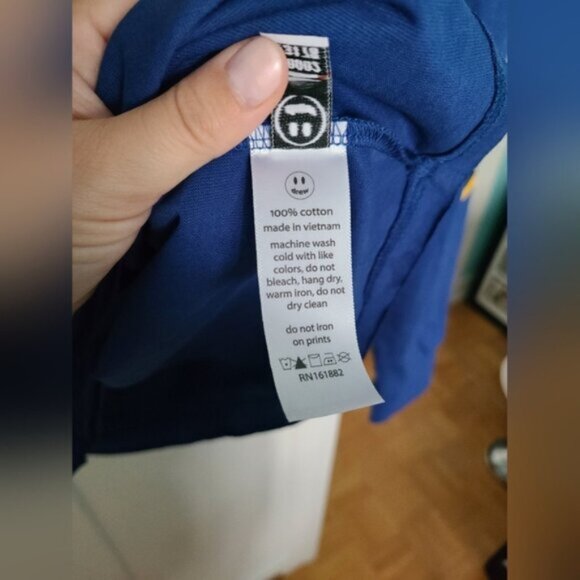 drew
100% cotton
made in vietnam
machine wash
cold with like
colors, do not
bleach, hang dry,
warm iron, do not
dry clean
do not iron
on prints
RN161882